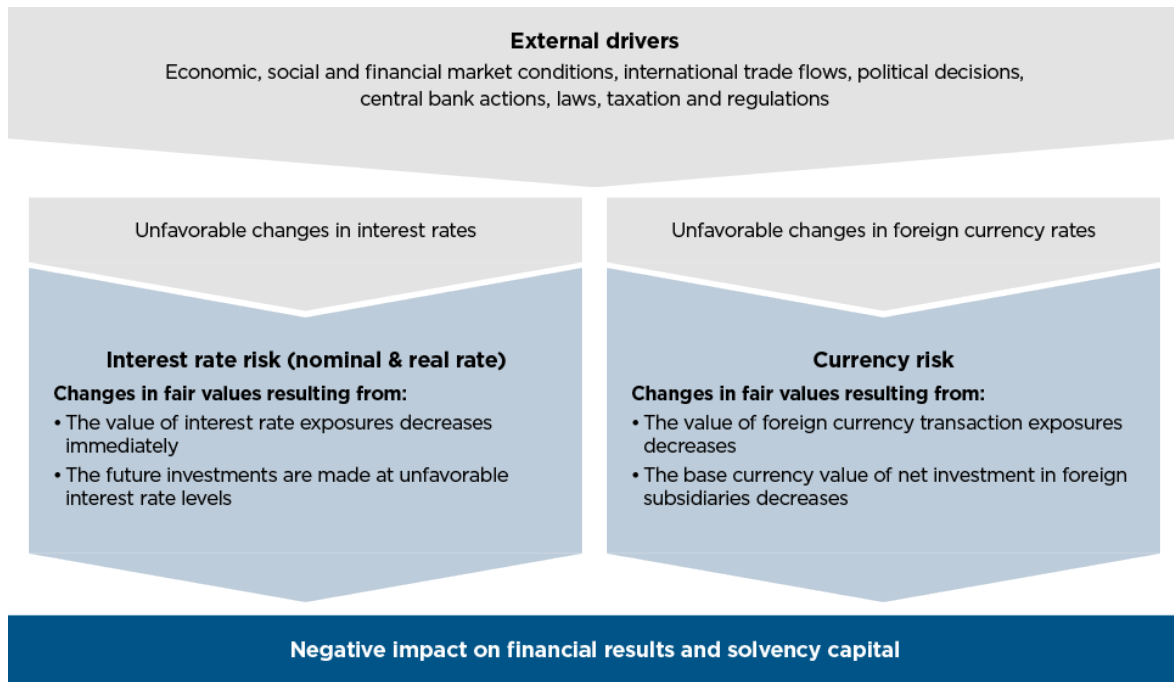 External drivers
Economic, social and financial market conditions, international trade flows, political decisions,
central bank actions, laws, taxation and regulations
Unfavorable changes in interest rates
Interest rate risk (nominal & real rate)
Changes in fair values resulting from:
• The value of interest rate exposures decreases
immediately
• The future investments are made at unfavorable
interest rate levels
Unfavorable changes in foreign currency rates
Currency risk
Changes in fair values resulting from:
• The value of foreign currency transaction exposures
decreases
• The base currency value of net investment in foreign
subsidiaries decreases
Negative impact on financial results and solvency capital